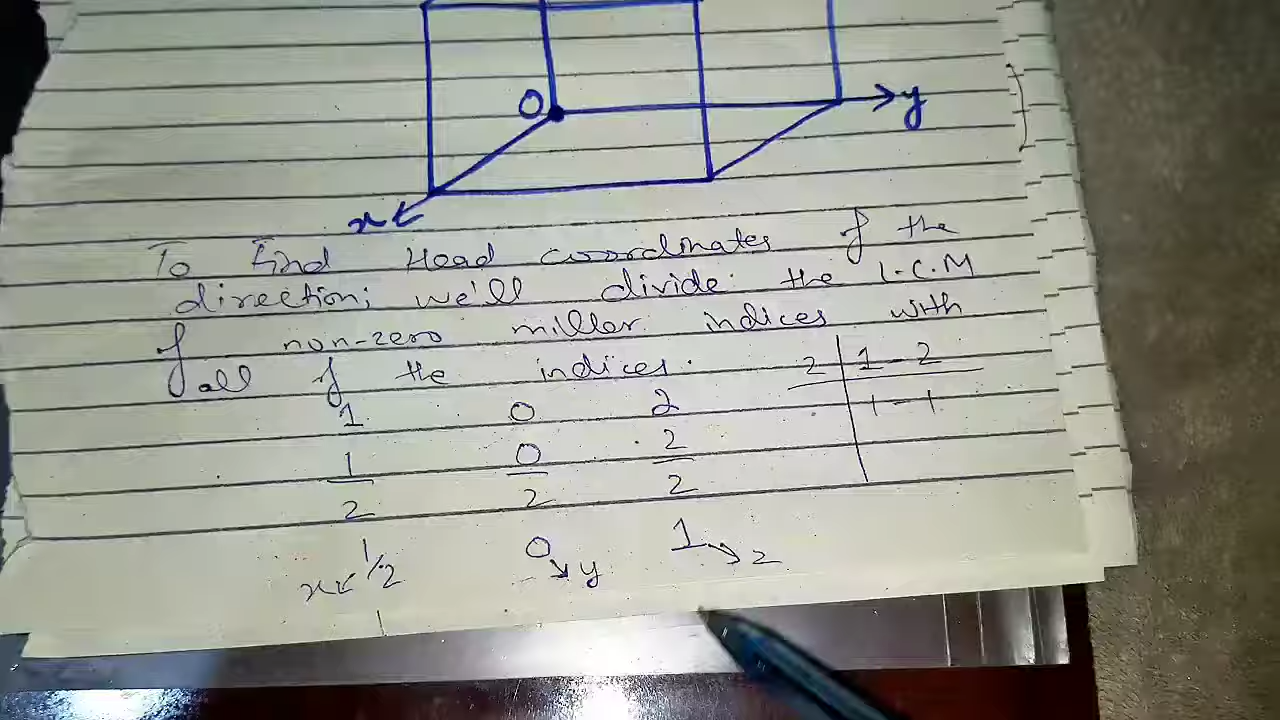 O
y
x
To Find Head coordinates of the
direction; we'll divide the L.C.M
of non-zero miller indices with
all of the indices.
2 | 1 - 2
1 - 1
1 0 2
1/2 0/2 2/2
x 1/2 0 y 1 z